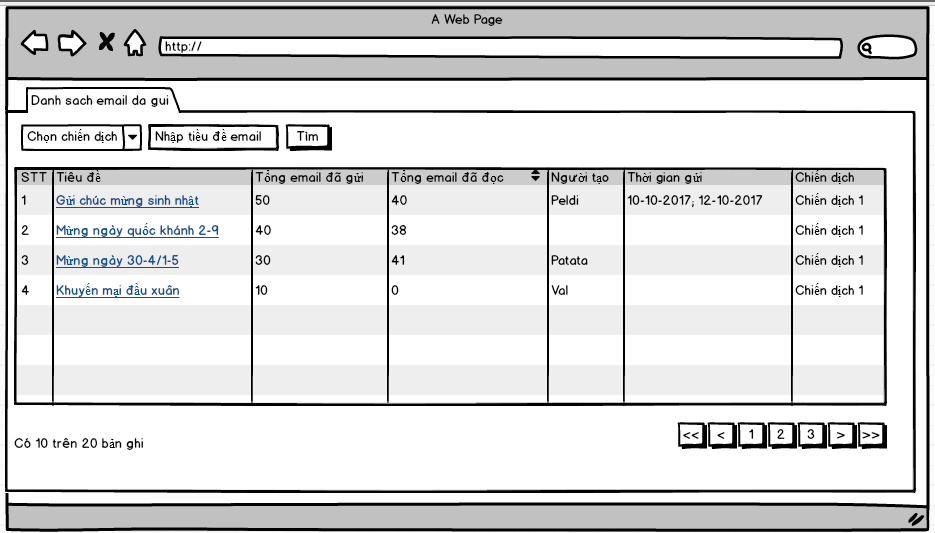 A Web Page
http://
Danh sach email da gui
Chọn chiến dịch Nhập tiều đề email Tìm
STT Tiêu đề Tổng email đã gửi Tổng email đã đọc Người tạo Thời gian gửi Chiến dịch
1 Gửi chúc mừng sinh nhật 50 40 Peldi 10-10-2017; 12-10-2017 Chiến dịch 1
2 Mừng ngày quốc khánh 2-9 40 38 Chiến dịch 1
3 Mừng ngày 30-4/1-5 30 41 Patata Chiến dịch 1
4 Khuyến mại đầu xuân 10 0 Val Chiến dịch 1
Có 10 trên 20 bản ghi
<< < 1 2 3 > >>